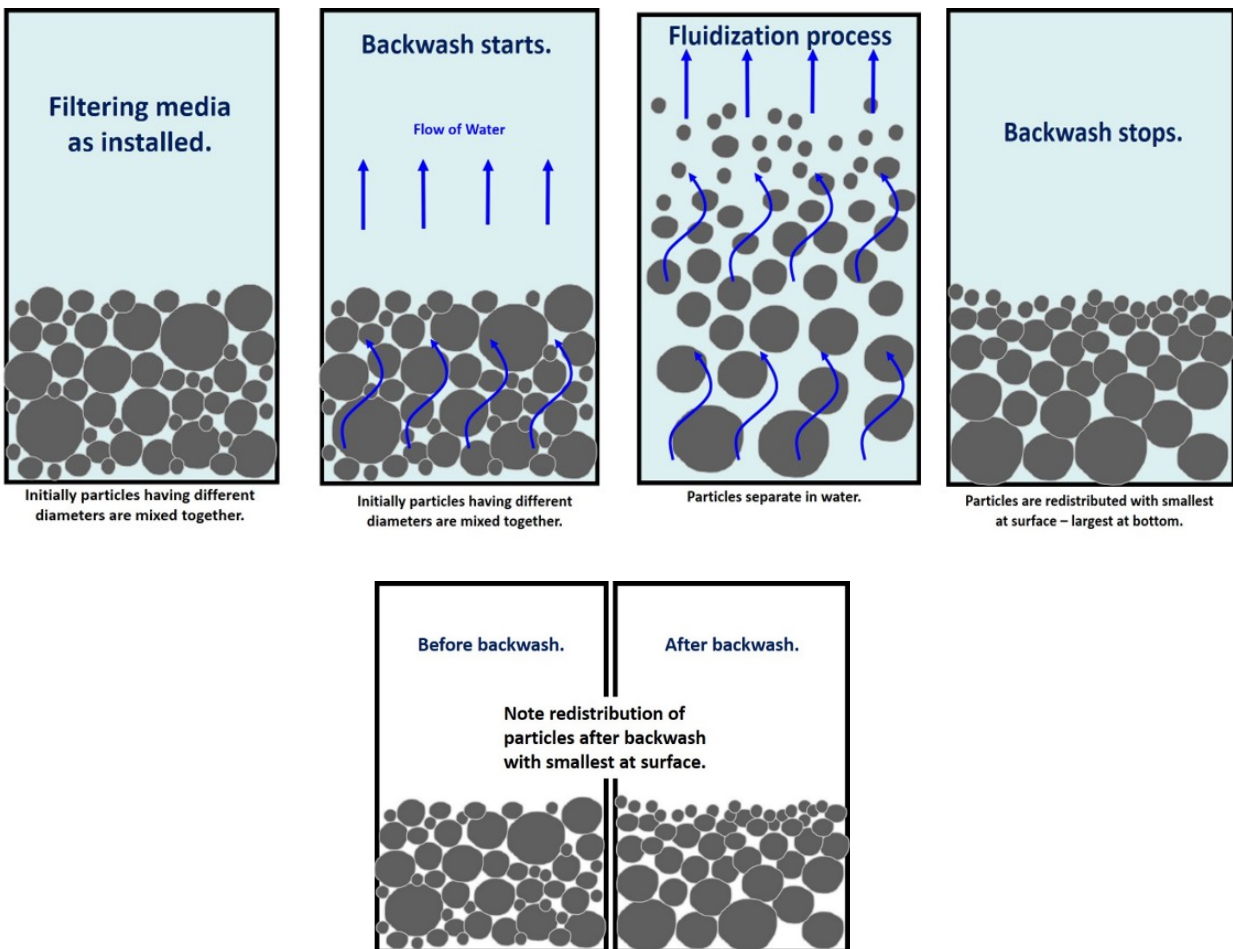 Filtering media
as installed.
Initially particles having different
diameters are mixed together.
Backwash starts.
Flow of Water
Initially particles having different
diameters are mixed together.
Fluidization process
Particles separate in water.
Backwash stops.
Particles are redistributed with smallest
at surface – largest at bottom.
Before backwash.
After backwash.
Note redistribution of
particles after backwash
with smallest at surface.